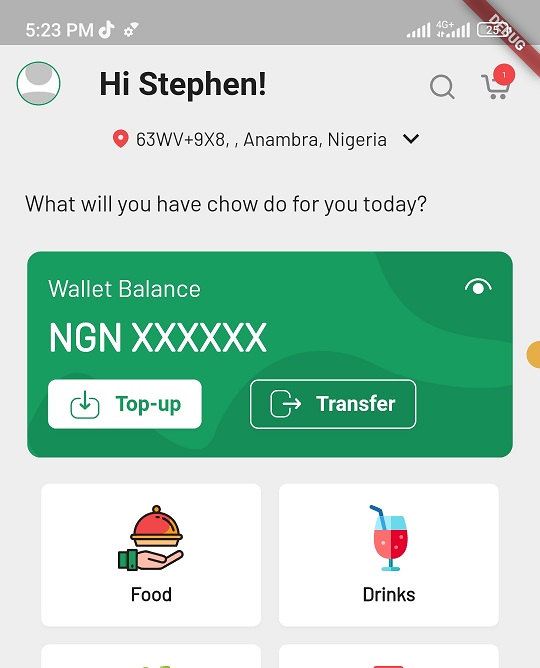 5:23 PM
4G+
25
DEBUG
Hi Stephen!
1
63WV+9X8, , Anambra, Nigeria
What will you have chow do for you today?
Wallet Balance
NGN XXXXXX
Top-up
Transfer
Food
Drinks